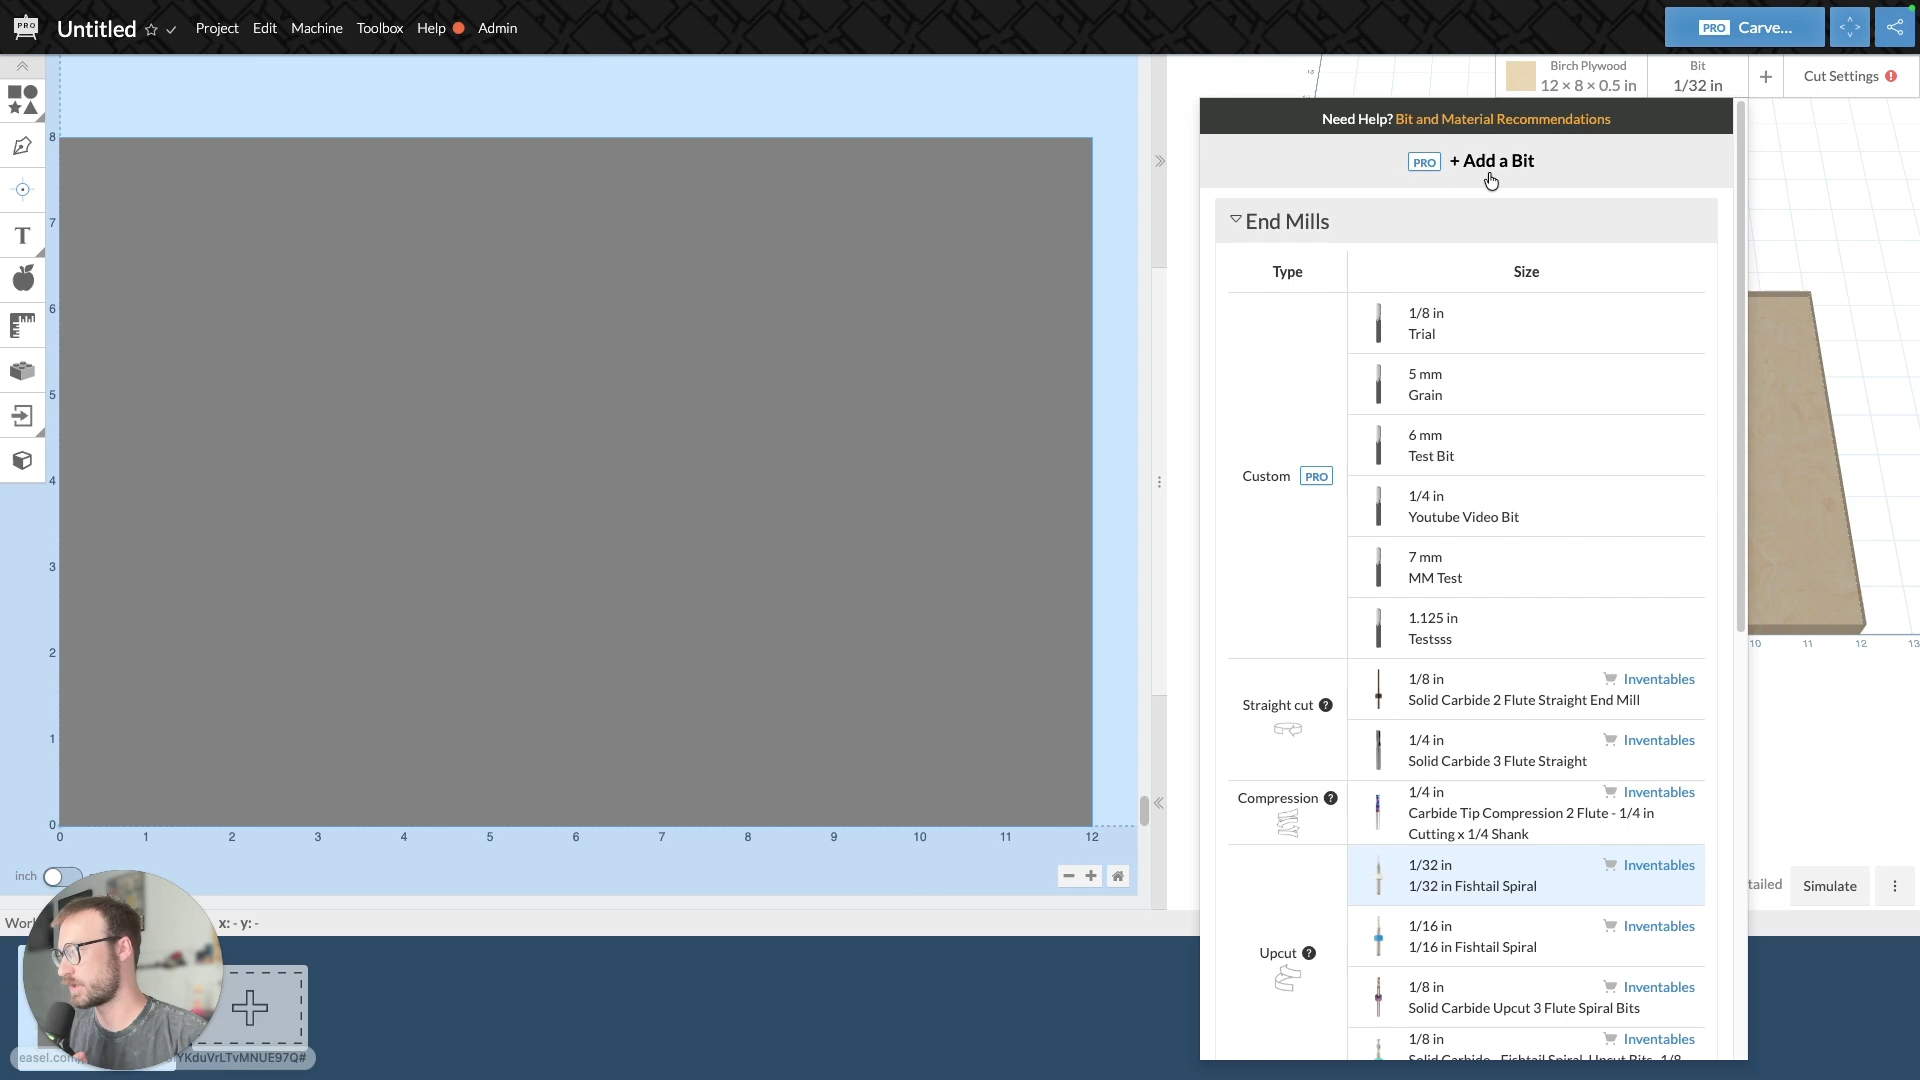 PRO
Untitled
Project Edit Machine Toolbox Help Admin
PRO Carve...
Birch Plywood
12 × 8 × 0.5 in
Bit
1/32 in
+
Cut Settings
Need Help? Bit and Material Recommendations
PRO + Add a Bit
End Mills
Type Size
Custom PRO
1/8 in
Trial
5 mm
Grain
6 mm
Test Bit
1/4 in
Youtube Video Bit
7 mm
MM Test
1.125 in
Testsss
Straight cut ?
1/8 in Inventables
Solid Carbide 2 Flute Straight End Mill
1/4 in Inventables
Solid Carbide 3 Flute Straight
Compression ?
1/4 in Inventables
Carbide Tip Compression 2 Flute - 1/4 in
Cutting x 1/4 Shank
Upcut ?
1/32 in Inventables
1/32 in Fishtail Spiral
1/16 in Inventables
1/16 in Fishtail Spiral
1/8 in Inventables
Solid Carbide Upcut 3 Flute Spiral Bits
1/8 in Inventables
T
8
7
6
5
4
3
2
1
0
0 1 2 3 4 5 6 7 8 9 10 11 12
inch
x: - y: -
10 11 12 13
tailed
Simulate
Wor
easel.com
YKduVrLTvMNUE97Q#